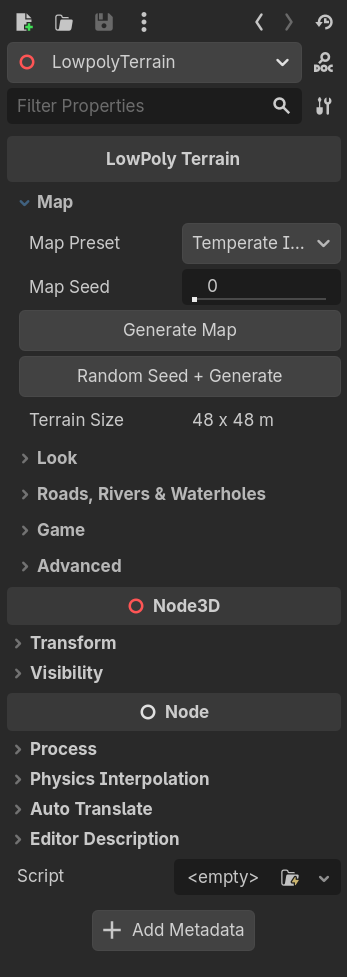 LowpolyTerrain
DOC
Filter Properties
LowPoly Terrain
Map
Map Preset Temperate I...
Map Seed 0
Generate Map
Random Seed + Generate
Terrain Size 48 x 48 m
Look
Roads, Rivers & Waterholes
Game
Advanced
Node3D
Transform
Visibility
Node
Process
Physics Interpolation
Auto Translate
Editor Description
Script <empty>
Add Metadata